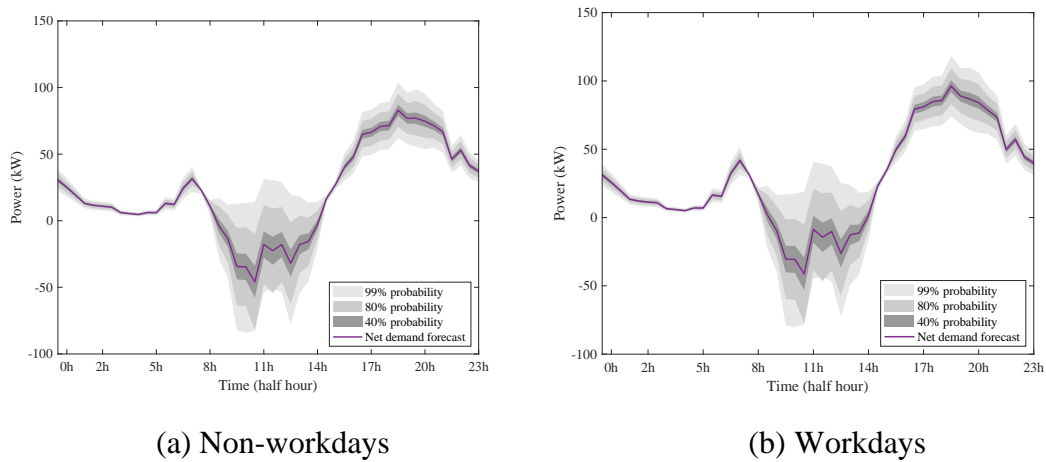 150
100
50
0
-50
-100
Power (kW)
0h 2h 5h 8h 11h 14h 17h 20h 23h
Time (half hour)
99% probability
80% probability
40% probability
Net demand forecast
(a) Non-workdays
150
100
50
0
-50
-100
Power (kW)
0h 2h 5h 8h 11h 14h 17h 20h 23h
Time (half hour)
99% probability
80% probability
40% probability
Net demand forecast
(b) Workdays